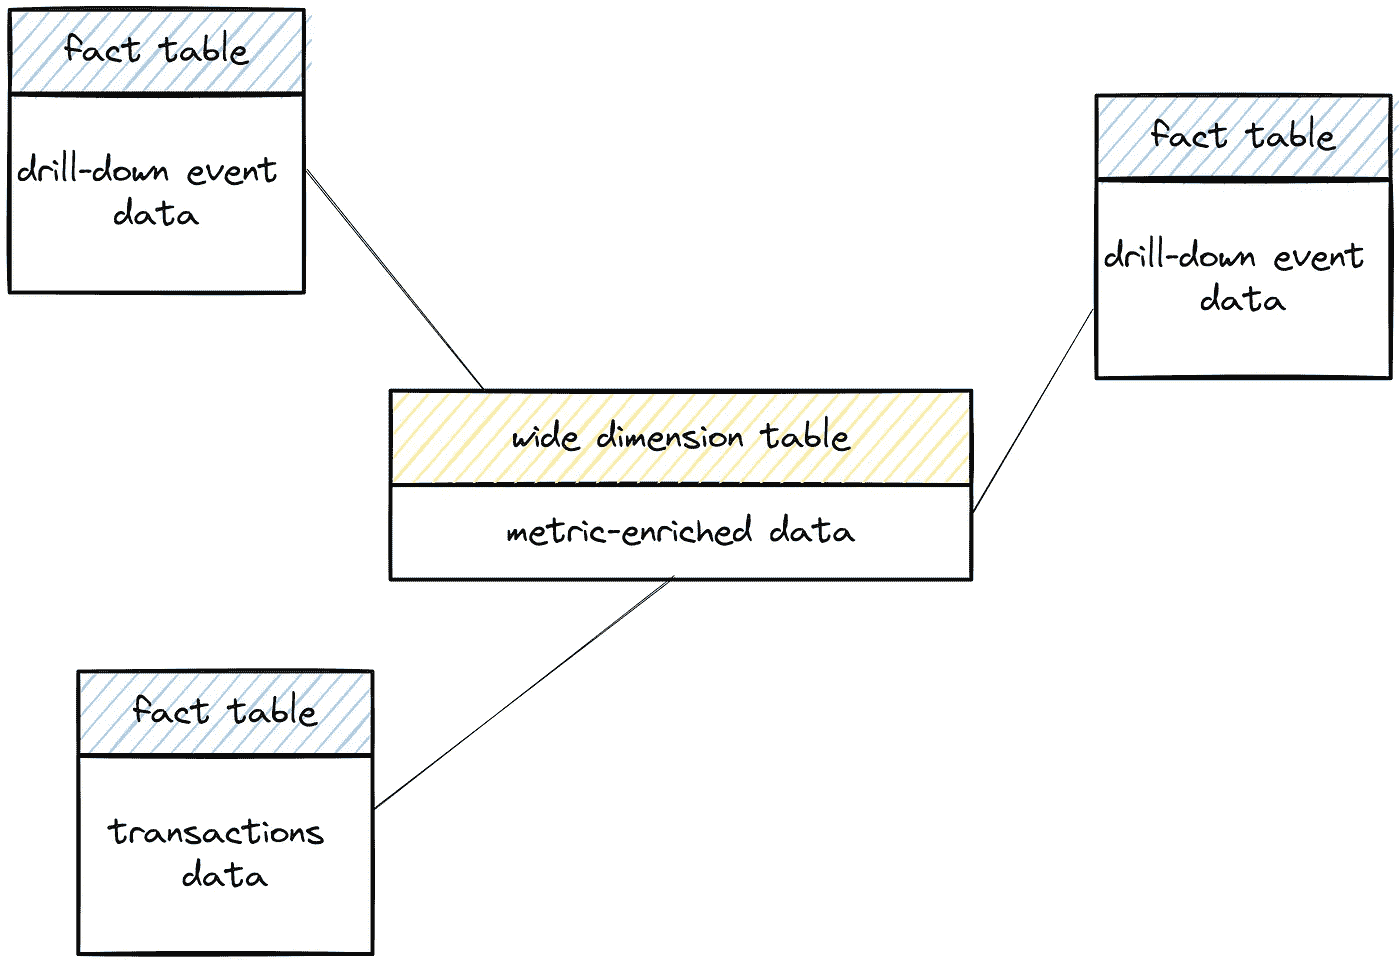 fact table
drill-down event
data
fact table
drill-down event
data
wide dimension table
metric-enriched data
fact table
transactions
data